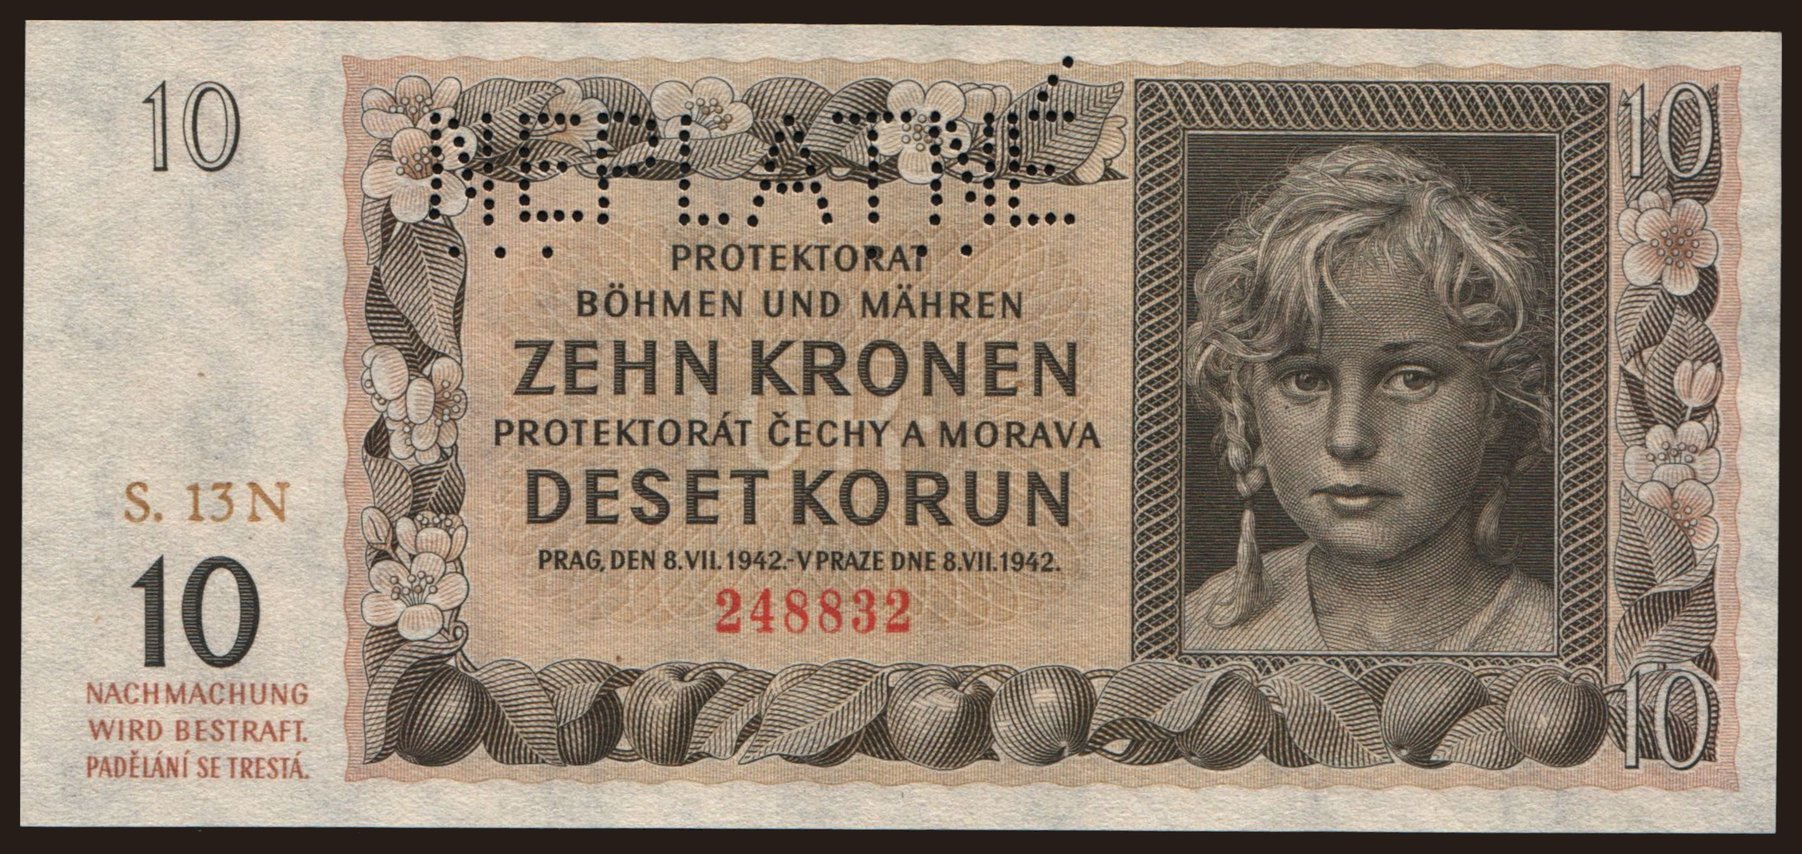 10
NEPLATNÉ
10
PROTEKTORAT
BÖHMEN UND MÄHREN
ZEHN KRONEN
PROTEKTORÁT ČECHY A MORAVA
DESET KORUN
PRAG, DEN 8.VII.1942.-V PRAZE DNE 8.VII.1942.
248832
S. 13 N
10
NACHMACHUNG
WIRD BESTRAFT.
PADĚLÁNÍ SE TRESTÁ.
10